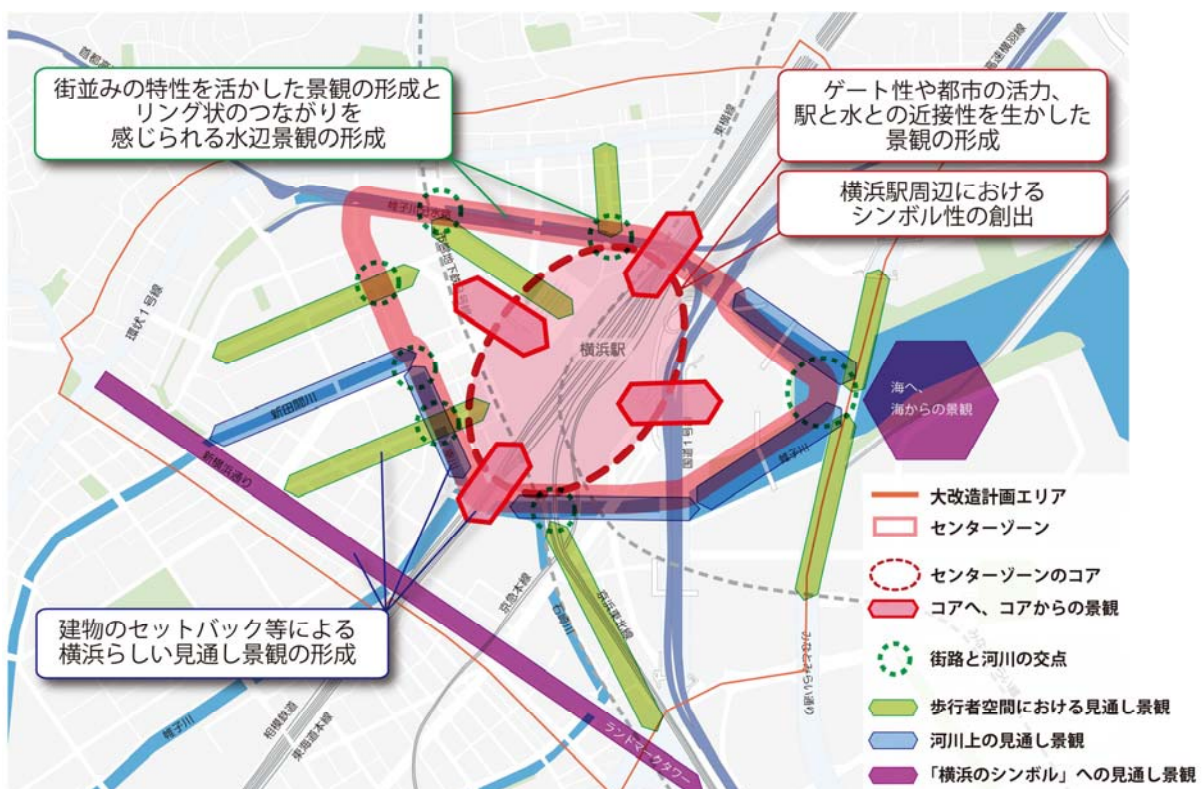 街並みの特性を活かした景観の形成と
リング状のつながりを
感じられる水辺景観の形成
ゲート性や都市の活力、
駅と水との近接性を生かした
景観の形成
横浜駅周辺における
シンボル性の創出
東横線
環状1号線
横浜駅
新田間川
新横浜通り
国道1号
海へ、
海からの景観
建物のセットバック等による
横浜らしい見通し景観の形成
帷子川
相模鉄道
東海道本線
京急本線
石崎川
京浜東北線
ランドマークタワー
みなとみらい通り
大改造計画エリア
センターゾーン
センターゾーンのコア
コアへ、コアからの景観
街路と河川の交点
歩行者空間における見通し景観
河川上の見通し景観
「横浜のシンボル」への見通し景観